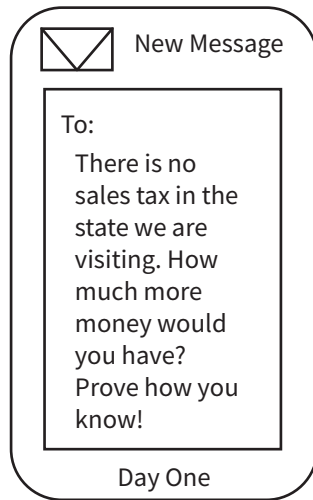 New Message
To:
There is no
sales tax in the
state we are
visiting. How
much more
money would
you have?
Prove how you
know!
Day One